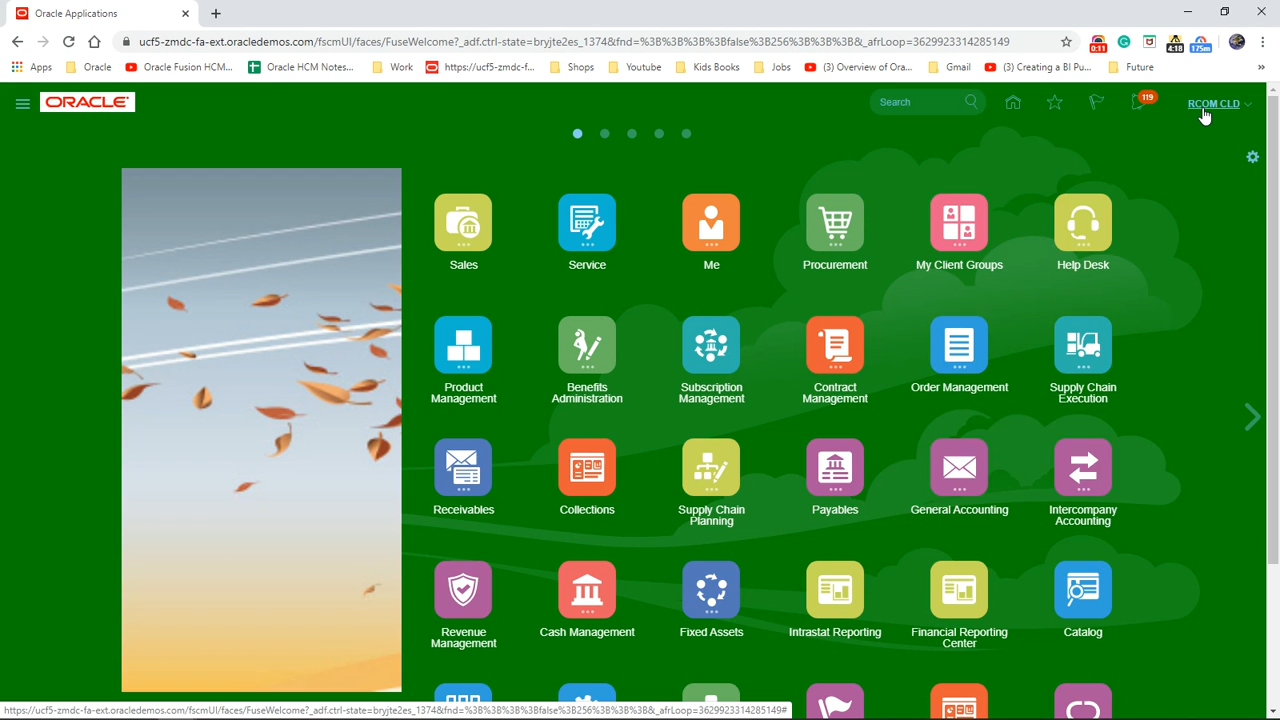 Oracle Applications
ucf5-zmdc-fa-ext.oracledemos.com/fscmUI/faces/FuseWelcome?_adf.ctrl-state=bryjte2es_1374&fnd=%3B%3B%3B%3Bfalse%3B256%3B%3B%3B&_afrLoop=3629923314285149
0:11
4:18
175m
Apps
Oracle
Oracle Fusion HCM...
Oracle HCM Notes...
Work
https://ucf5-zmdc-f...
Shops
Youtube
Kids Books
Jobs
(3) Overview of Ora...
Gmail
(3) Creating a BI Pu...
Future
ORACLE
Search
119
RCOM CLD
Sales
Service
Me
Procurement
My Client Groups
Help Desk
Product
Management
Benefits
Administration
Subscription
Management
Contract
Management
Order Management
Supply Chain
Execution
Receivables
Collections
Supply Chain
Planning
Payables
General Accounting
Intercompany
Accounting
Revenue
Management
Cash Management
Fixed Assets
Intrastat Reporting
Financial Reporting
Center
Catalog
https://ucf5-zmdc-fa-ext.oracledemos.com/fscmUI/faces/FuseWelcome?_adf.ctrl-state=bryjte2es_1374&fnd=%3B%3B%3B%3Bfalse%3B256%3B%3B%3B&_afrLoop=3629923314285149#